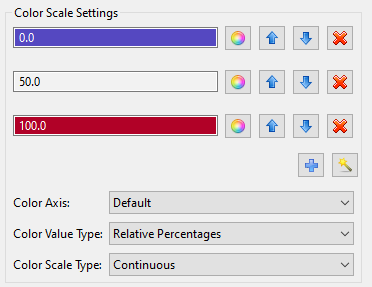 Color Scale Settings
0.0
50.0
100.0
Color Axis: Default
Color Value Type: Relative Percentages
Color Scale Type: Continuous